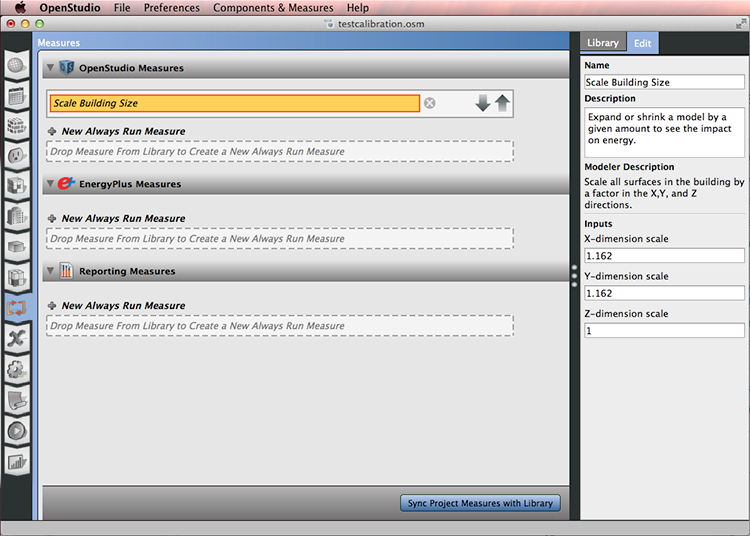 OpenStudio File Preferences Components & Measures Help
testcalibration.osm
Measures
Library Edit
OpenStudio Measures
Scale Building Size
New Always Run Measure
Drop Measure From Library to Create a New Always Run Measure
EnergyPlus Measures
New Always Run Measure
Drop Measure From Library to Create a New Always Run Measure
Reporting Measures
New Always Run Measure
Drop Measure From Library to Create a New Always Run Measure
Sync Project Measures with Library
Name
Scale Building Size
Description
Expand or shrink a model by a
given amount to see the impact
on energy.
Modeler Description
Scale all surfaces in the building by
a factor in the X,Y, and Z
directions.
Inputs
X-dimension scale
1.162
Y-dimension scale
1.162
Z-dimension scale
1